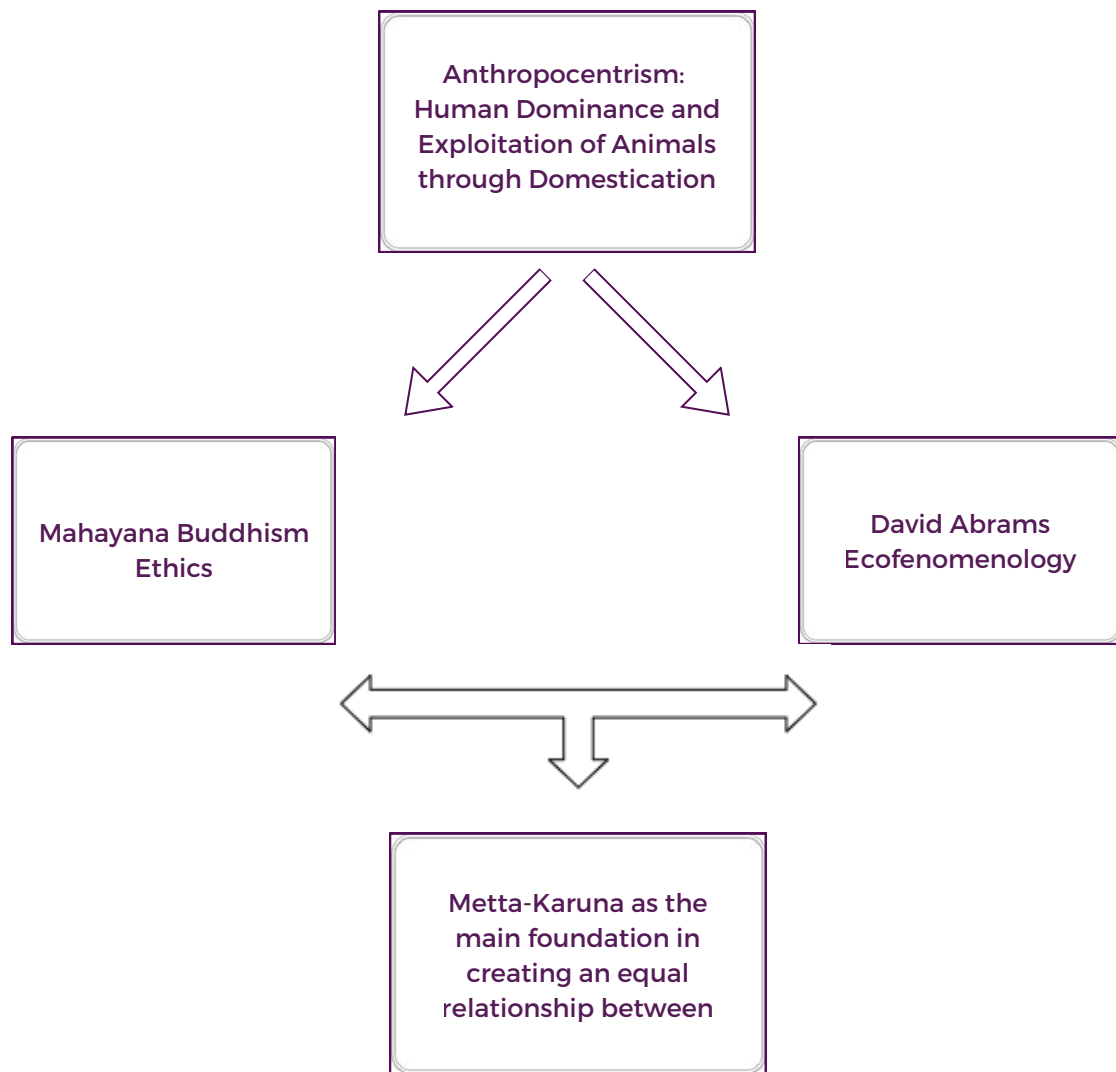 Anthropocentrism:
Human Dominance and
Exploitation of Animals
through Domestication
Mahayana Buddhism
Ethics
David Abrams
Ecofenomenology
Metta-Karuna as the
main foundation in
creating an equal
relationship between